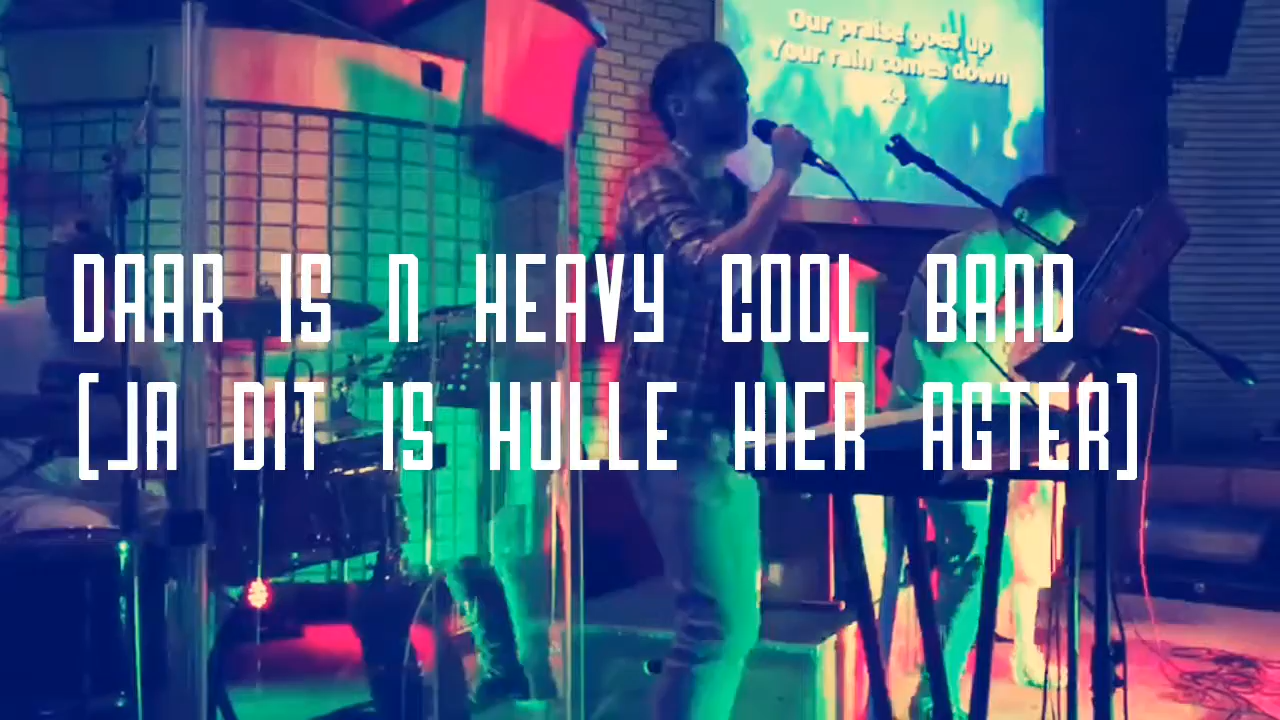 Our praise goes up
Your rain comes down
x4
DAAR IS N HEAVY COOL BAND
[JA DIT IS HULLE HIER AGTER]